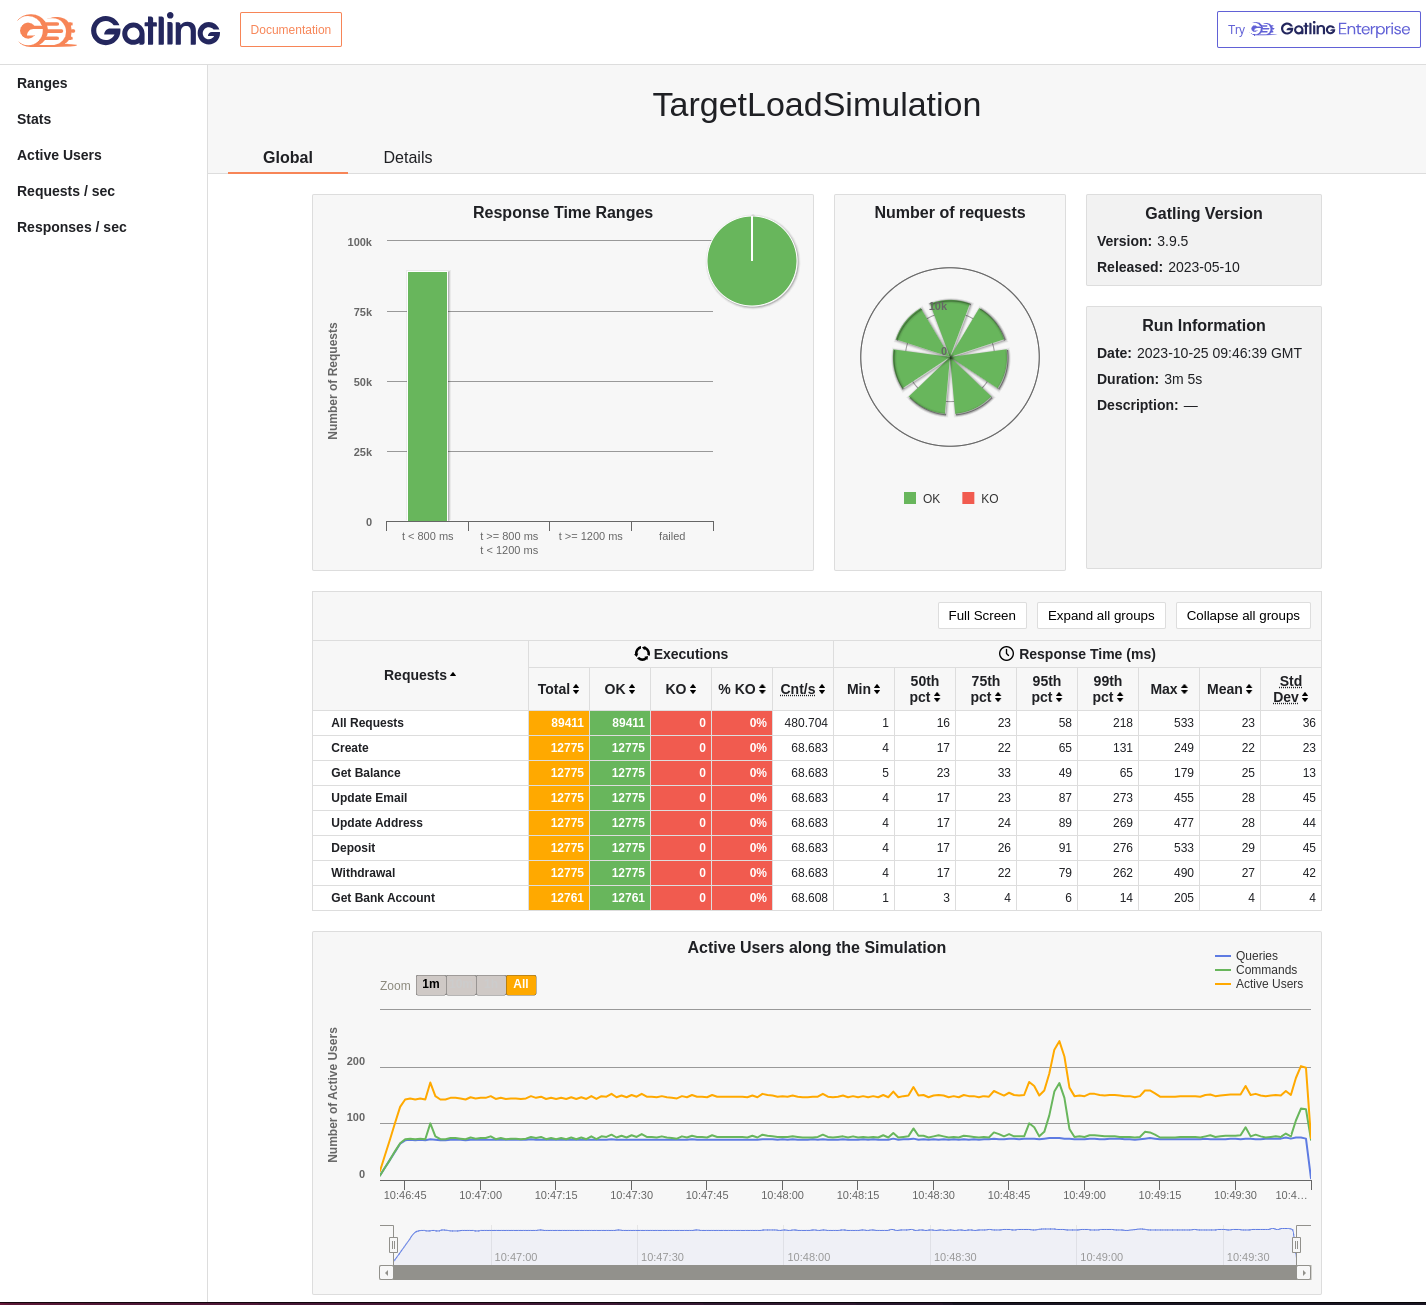 Gatling
Documentation
Try Gatling Enterprise
Ranges
Stats
Active Users
Requests / sec
Responses / sec
TargetLoadSimulation
Global Details
Response Time Ranges
100k
75k
50k
25k
0
Number of Requests
t < 800 ms
t >= 800 ms
t < 1200 ms
t >= 1200 ms
failed
Number of requests
10k
0
OK KO
Gatling Version
Version: 3.9.5
Released: 2023-05-10
Run Information
Date: 2023-10-25 09:46:39 GMT
Duration: 3m 5s
Description: —
Full Screen Expand all groups Collapse all groups
Requests Executions Response Time (ms)
Total OK KO % KO Cnt/s Min 50th pct 75th pct 95th pct 99th pct Max Mean Std Dev
All Requests 89411 89411 0 0% 480.704 1 16 23 58 218 533 23 36
Create 12775 12775 0 0% 68.683 4 17 22 65 131 249 22 23
Get Balance 12775 12775 0 0% 68.683 5 23 33 49 65 179 25 13
Update Email 12775 12775 0 0% 68.683 4 17 23 87 273 455 28 45
Update Address 12775 12775 0 0% 68.683 4 17 24 89 269 477 28 44
Deposit 12775 12775 0 0% 68.683 4 17 26 91 276 533 29 45
Withdrawal 12775 12775 0 0% 68.683 4 17 22 79 262 490 27 42
Get Bank Account 12761 12761 0 0% 68.608 1 3 4 6 14 205 4 4
Active Users along the Simulation
Queries
Commands
Active Users
Zoom 1m All
Number of Active Users
200
100
0
10:46:45 10:47:00 10:47:15 10:47:30 10:47:45 10:48:00 10:48:15 10:48:30 10:48:45 10:49:00 10:49:15 10:49:30 10:4…
10:47:00 10:47:30 10:48:00 10:48:30 10:49:00 10:49:30